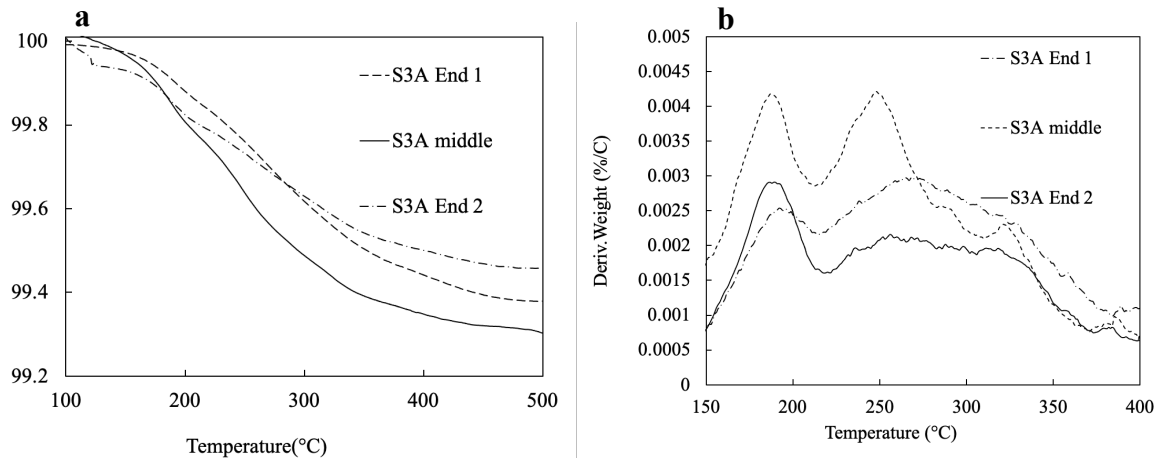 a
100
99.8
99.6
99.4
99.2
100
200
300
400
500
Temperature(°C)
S3A End 1
S3A middle
S3A End 2
b
0.005
0.0045
0.004
0.0035
0.003
0.0025
0.002
0.0015
0.001
0.0005
0
150
200
250
300
350
400
Deriv. Weight (%/C)
Temperature (°C)
S3A End 1
S3A middle
S3A End 2